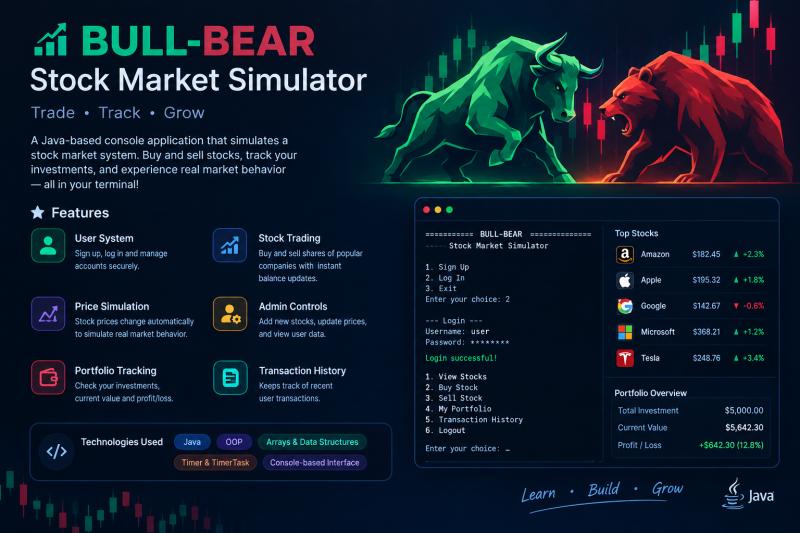 BULL-BEAR
Stock Market Simulator
Trade • Track • Grow
A Java-based console application that simulates a
stock market system. Buy and sell stocks, track your
investments, and experience real market behavior
— all in your terminal!
Features
User System
Sign up, log in and manage
accounts securely.
Stock Trading
Buy and sell shares of popular
companies with instant
balance updates.
Price Simulation
Stock prices change automatically
to simulate real market behavior.
Admin Controls
Add new stocks, update prices,
and view user data.
Portfolio Tracking
Check your investments,
current value and profit/loss.
Transaction History
Keeps track of recent
user transactions.
</> Technologies Used
Java OOP Arrays & Data Structures
Timer & TimerTask Console-based Interface
=========== BULL-BEAR ==============
----- Stock Market Simulator
1. Sign Up
2. Log In
3. Exit
Enter your choice: 2
--- Login ---
Username: user
Password: ********
Login successful!
1. View Stocks
2. Buy Stock
3. Sell Stock
4. My Portfolio
5. Transaction History
6. Logout
Enter your choice: _
Top Stocks
a Amazon $182.45 ▲ +2.3%
Apple $195.32 ▲ +1.8%
G Google $142.67 ▼ -0.6%
Microsoft $368.21 ▲ +1.2%
T Tesla $248.76 ▲ +3.4%
Portfolio Overview
Total Investment $5,000.00
Current Value $5,642.30
Profit / Loss +$642.30 (12.8%)
Learn • Build • Grow
Java